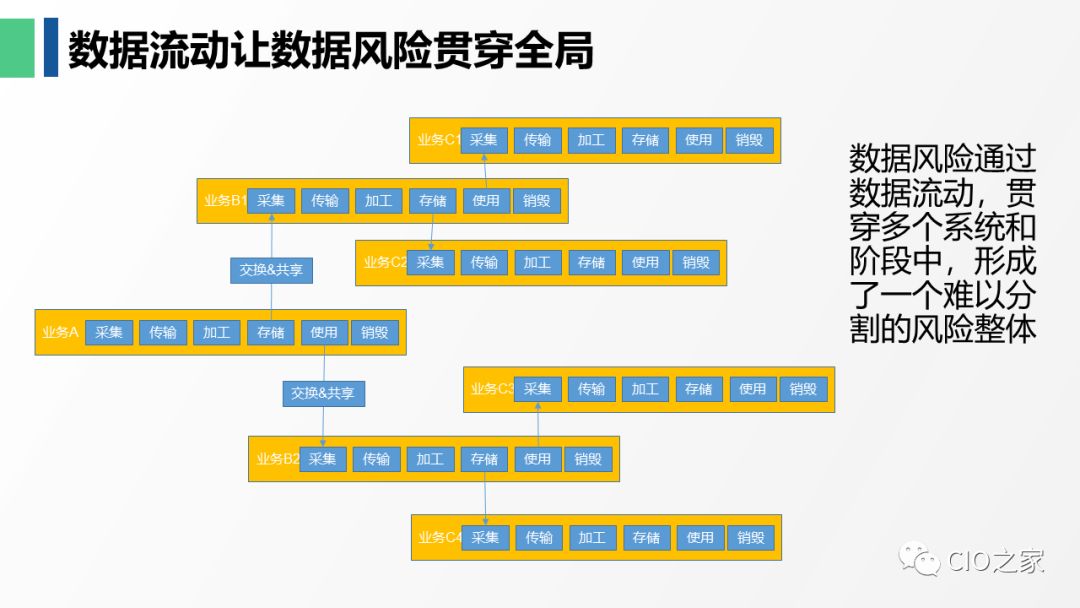 数据流动让数据风险贯穿全局
业务C1 采集 传输 加工 存储 使用 销毁
业务B1 采集 传输 加工 存储 使用 销毁
业务C2 采集 传输 加工 存储 使用 销毁
交换&共享
业务A 采集 传输 加工 存储 使用 销毁
交换&共享
业务C3 采集 传输 加工 存储 使用 销毁
业务B2 采集 传输 加工 存储 使用 销毁
业务C4 采集 传输 加工 存储 使用 销毁
数据风险通过
数据流动，贯
穿多个系统和
阶段中，形成
了一个难以分
割的风险整体
CIO之家